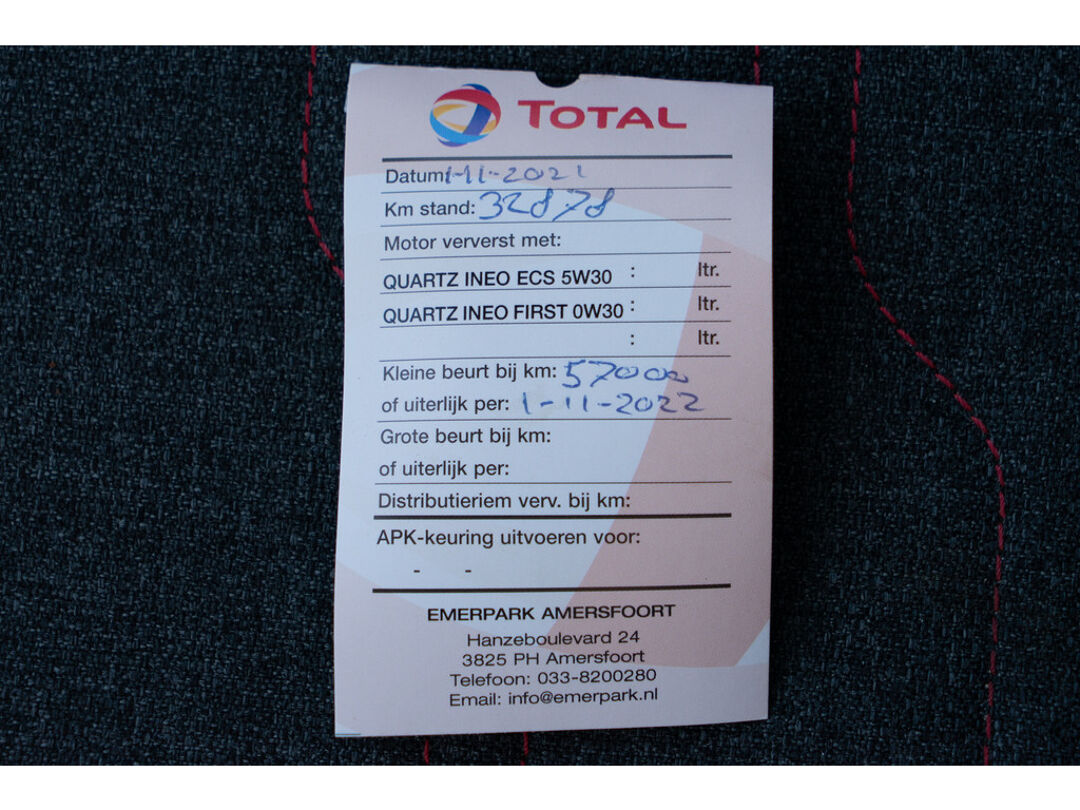 TOTAL
Datum: 1-11-2021
Km stand: 32878
Motor ververst met:
QUARTZ INEO ECS 5W30 : ltr.
QUARTZ INEO FIRST 0W30 : ltr.
: ltr.
Kleine beurt bij km: 57000
of uiterlijk per: 1-11-2022
Grote beurt bij km:
of uiterlijk per:
Distributieriem verv. bij km:
APK-keuring uitvoeren voor:
- -
EMERPARK AMERSFOORT
Hanzeboulevard 24
3825 PH Amersfoort
Telefoon: 033-8200280
Email: info@emerpark.nl